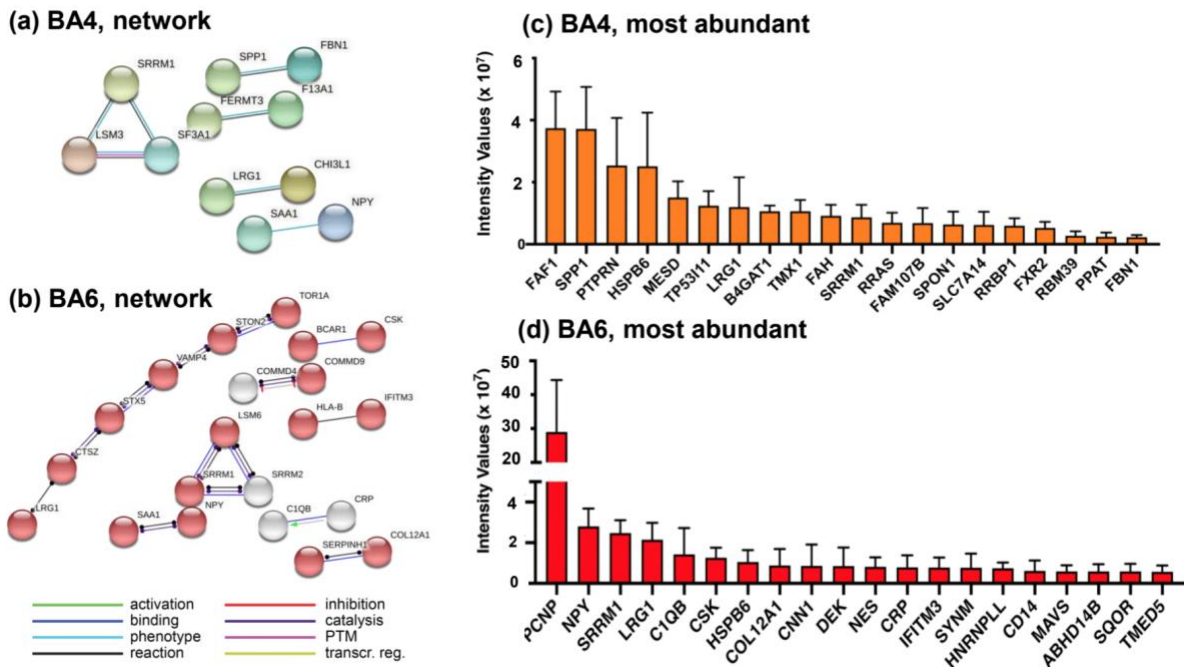 (a) BA4, network
SRRM1
LSM3
SF3A1
SPP1
FBN1
FERMT3
F13A1
LRG1
CHI3L1
SAA1
NPY
(b) BA6, network
TOR1A
STON2
VAMP4
STX5
CTSZ
LRG1
BCAR1
CSK
COMMD4
COMMD9
HLA-B
IFITM3
LSM6
SRRM1
SRRM2
SAA1
NPY
C1QB
CRP
SERPINH1
COL12A1
activation
binding
phenotype
reaction
inhibition
catalysis
PTM
transcr. reg.
(c) BA4, most abundant
Intensity Values (x 10⁷)
6
4
2
0
FAF1
SPP1
PTPRN
HSPB6
MESD
TP53I11
LRG1
B4GAT1
TMX1
FAH
SRRM1
RRAS
FAM107B
SPON1
SLC7A14
RRBP1
FXR2
RBM39
PPAT
FBN1
(d) BA6, most abundant
Intensity Values (x 10⁷)
50
40
30
20
4
2
0
PCNP
NPY
SRRM1
LRG1
C1QB
CSK
HSPB6
COL12A1
CNN1
DEK
NES
CRP
IFITM3
SYNM
HNRNPLL
CD14
MAVS
ABHD14B
SQOR
TMED5